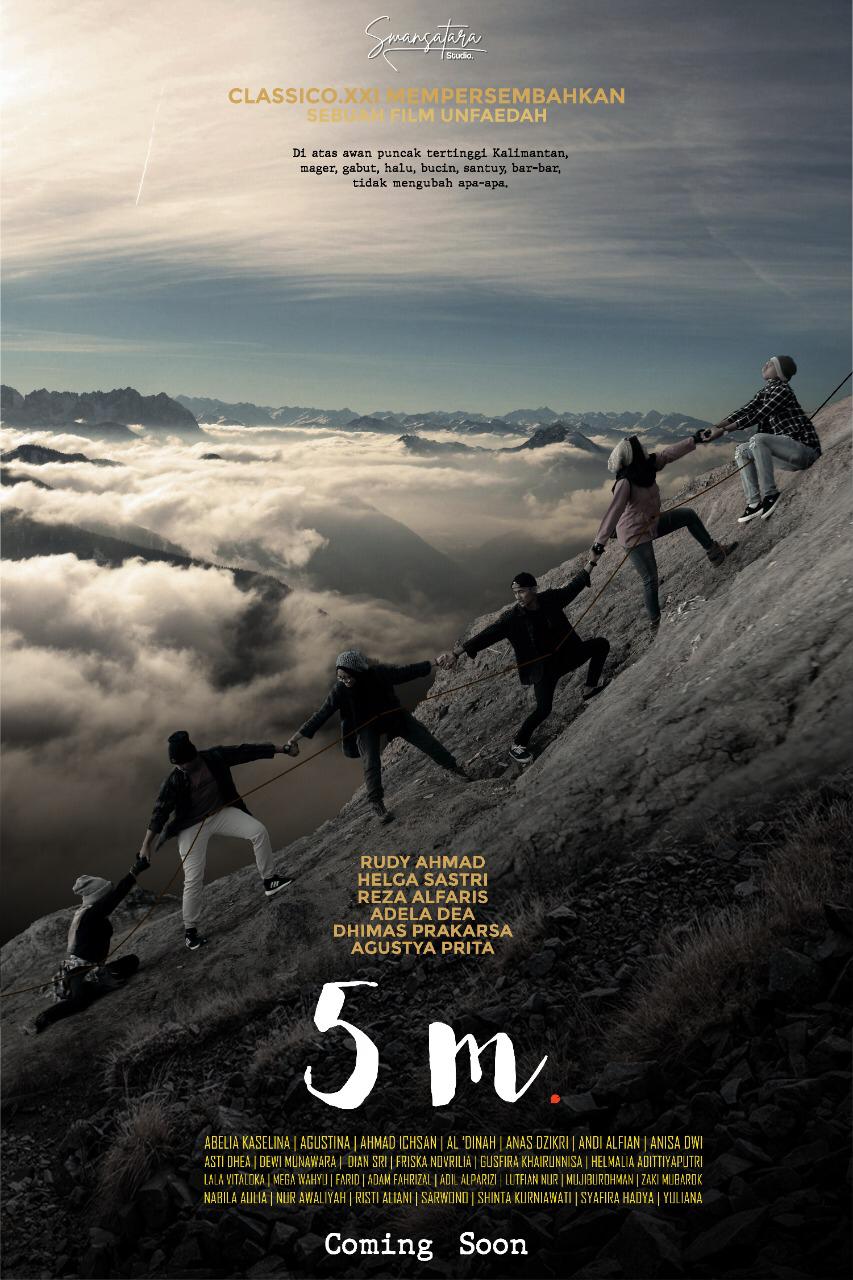 Swansatara
Studio.
CLASSICO.XXI MEMPERSEMBAHKAN
SEBUAH FILM UNFAEDAH
Di atas awan puncak tertinggi Kalimantan,
mager, gabut, halu, bucin, santuy, bar-bar,
tidak mengubah apa-apa.
RUDY AHMAD
HELGA SASTRI
REZA ALFARIS
ADELA DEA
DHIMAS PRAKARSA
AGUSTYA PRITA
5 m.
ABELIA KASELINA | AGUSTINA | AHMAD ICHSAN | AL 'DINAH | ANAS DZIKRI | ANDI ALFIAN | ANISA DWI
ASTI DHEA | DEWI MUNAWARA | DIAN SRI | FRISKA NOVRILIA | GUSFIRA KHAIRUNNISA | HELMALIA ADITTIYAPUTRI
LALA VITALOKA | MEGA WAHYU | FARID | ADAM FAHRIZAL | ADIL ALPARIZI | LUTFIAN NUR | MUJIBURDHMAN | ZAKI MUBAROK
NABILA AULIA | NUR AWALIYAH | RISTI ALIANI | SARWONO | SHINTA KURNIAWATI | SYAFIRA HADYA | YULIANA
Coming Soon